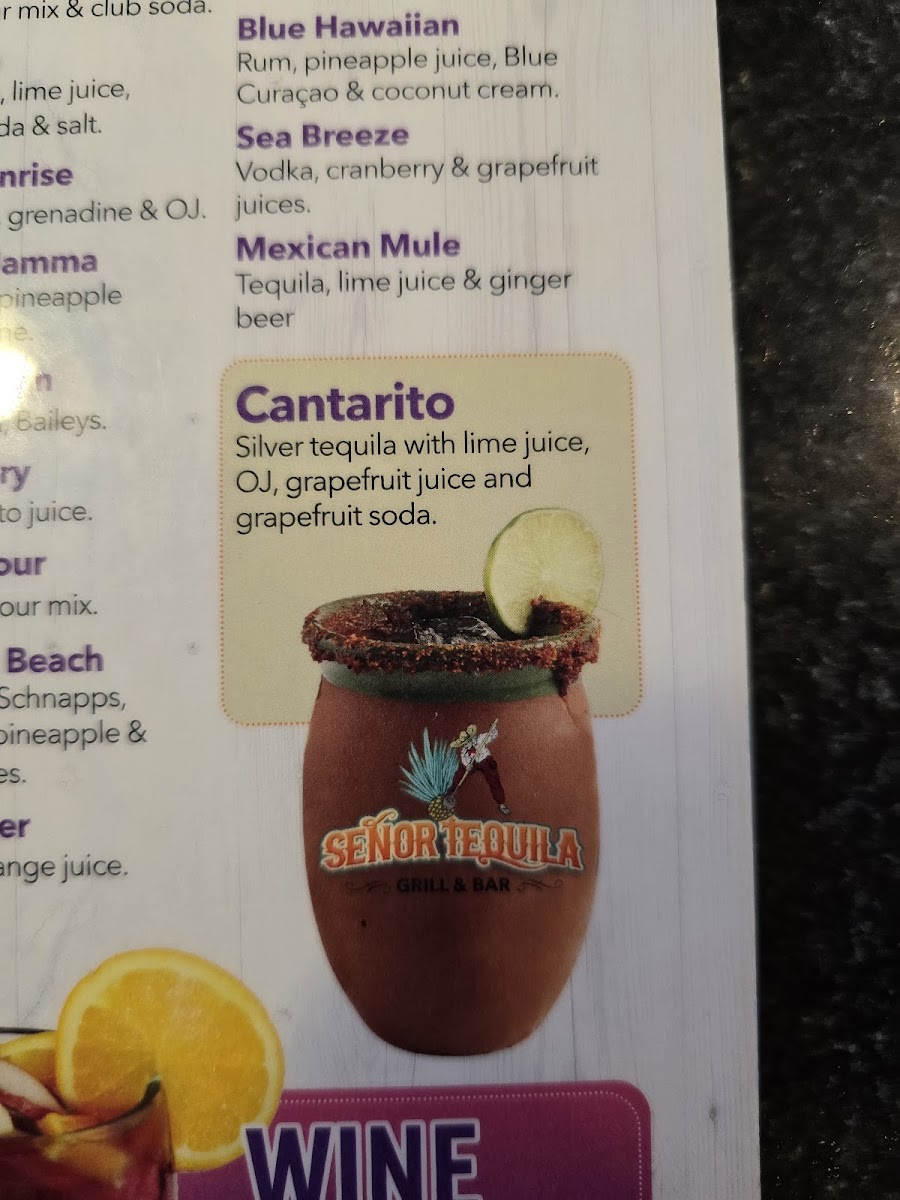 r mix & club soda.
, lime juice,
da & salt.
nrise
grenadine & OJ.
amma
pineapple
ne.
n
, Baileys.
ry
to juice.
our
our mix.
Beach
Schnapps,
pineapple &
es.
er
ange juice.
Blue Hawaiian
Rum, pineapple juice, Blue
Curaçao & coconut cream.
Sea Breeze
Vodka, cranberry & grapefruit
juices.
Mexican Mule
Tequila, lime juice & ginger
beer
Cantarito
Silver tequila with lime juice,
OJ, grapefruit juice and
grapefruit soda.
SEÑOR TEQUILA
GRILL & BAR
WINE